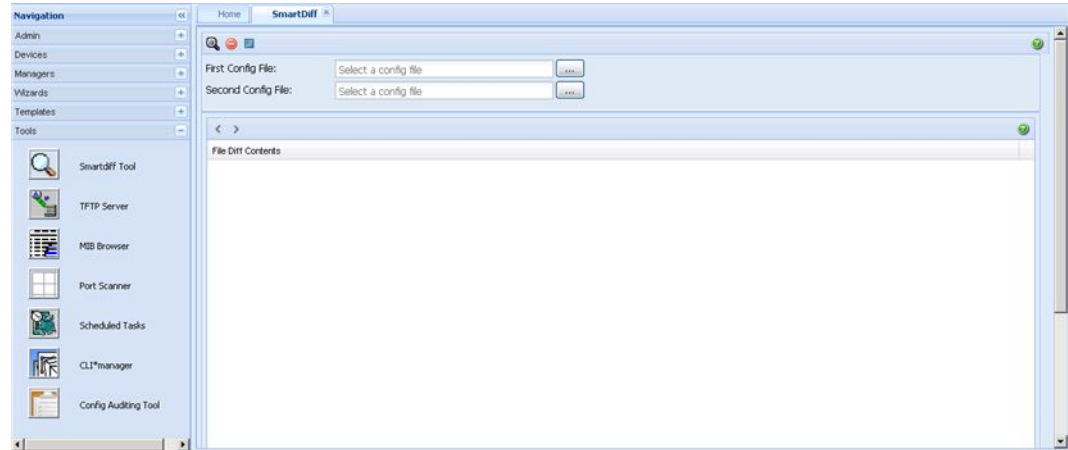 Navigation
Home
SmartDiff
Admin
Devices
Managers
Wizards
Templates
Tools
Smartdiff Tool
TFTP Server
MIB Browser
Port Scanner
Scheduled Tasks
CLI*manager
Config Auditing Tool
First Config File:
Select a config file
...
Second Config File:
Select a config file
...
File Diff Contents